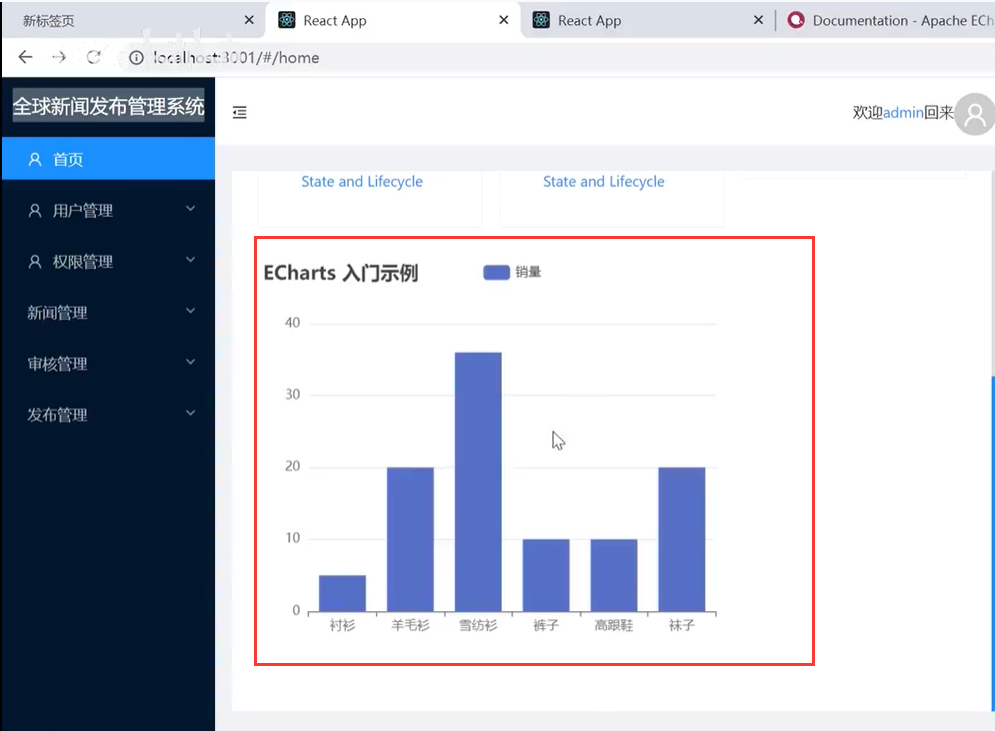 新标签页
React App
React App
Documentation - Apache ECh
localhost:3001/#/home
全球新闻发布管理系统
欢迎admin回来
首页
用户管理
权限管理
新闻管理
审核管理
发布管理
State and Lifecycle
State and Lifecycle
ECharts 入门示例
销量
40
30
20
10
0
衬衫
羊毛衫
雪纺衫
裤子
高跟鞋
袜子